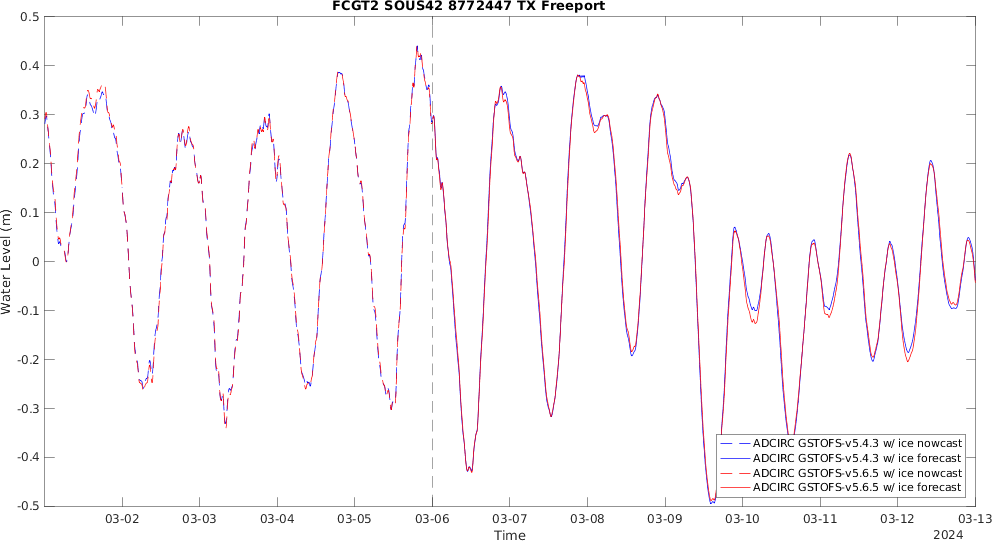 FCGT2 SOUS42 8772447 TX Freeport
0.5
0.4
0.3
0.2
0.1
0
-0.1
-0.2
-0.3
-0.4
-0.5
Water Level (m)
ADCIRC GSTOFS-v5.4.3 w/ ice nowcast
ADCIRC GSTOFS-v5.4.3 w/ ice forecast
ADCIRC GSTOFS-v5.6.5 w/ ice nowcast
ADCIRC GSTOFS-v5.6.5 w/ ice forecast
03-02 03-03 03-04 03-05 03-06 03-07 03-08 03-09 03-10 03-11 03-12 03-13
Time
2024